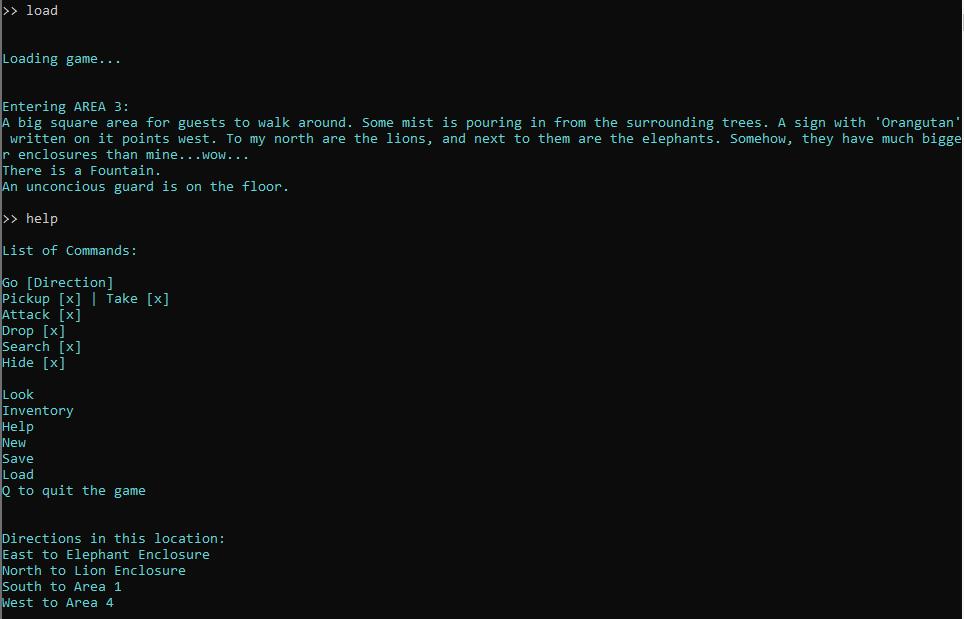 >> load
Loading game...
Entering AREA 3:
A big square area for guests to walk around. Some mist is pouring in from the surrounding trees. A sign with 'Orangutan'
written on it points west. To my north are the lions, and next to them are the elephants. Somehow, they have much bigge
r enclosures than mine...wow...
There is a Fountain.
An unconcious guard is on the floor.
>> help
List of Commands:
Go [Direction]
Pickup [x] | Take [x]
Attack [x]
Drop [x]
Search [x]
Hide [x]
Look
Inventory
Help
New
Save
Load
Q to quit the game
Directions in this location:
East to Elephant Enclosure
North to Lion Enclosure
South to Area 1
West to Area 4